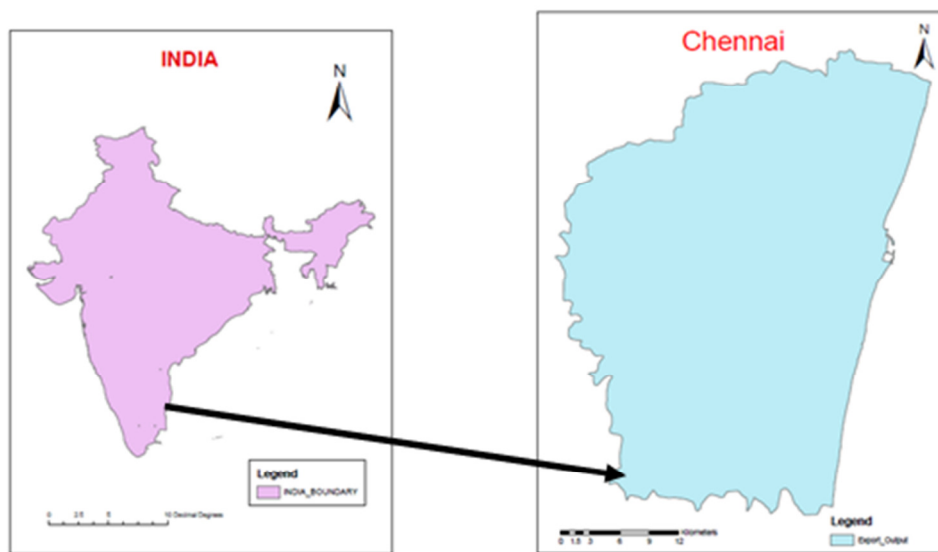 INDIA
N
Legend
INDIA_BOUNDARY
0 2.5 5 10 Decimal Degrees
Chennai
N
Legend
Export_Output
0 1.5 3 6 9 12
Kilometers